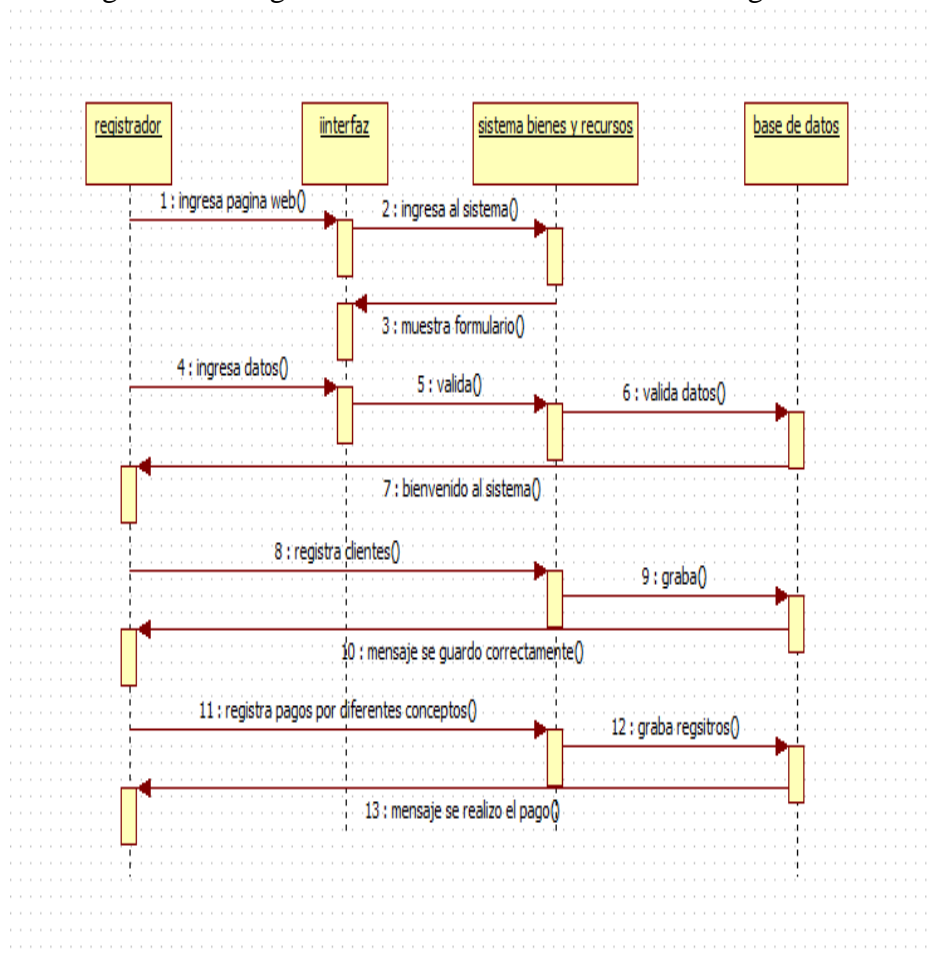 registrador
iinterfaz
sistema bienes y recursos
base de datos
1 : ingresa pagina web()
2 : ingresa al sistema()
3 : muestra formulario()
4 : ingresa datos()
5 : valida()
6 : valida datos()
7 : bienvenido al sistema()
8 : registra clientes()
9 : graba()
10 : mensaje se guardo correctamente()
11 : registra pagos por diferentes conceptos()
12 : graba regsitros()
13 : mensaje se realizo el pago()